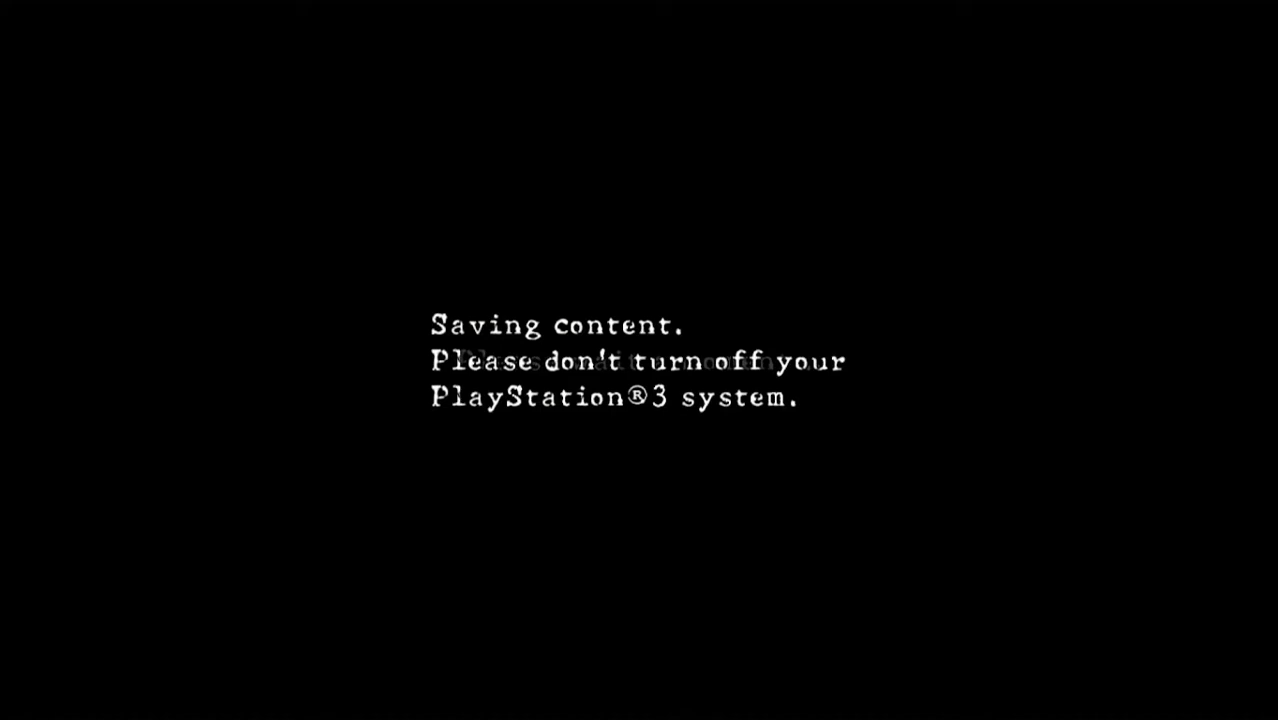 Saving content.
Please don't turn off your
PlayStation®3 system.